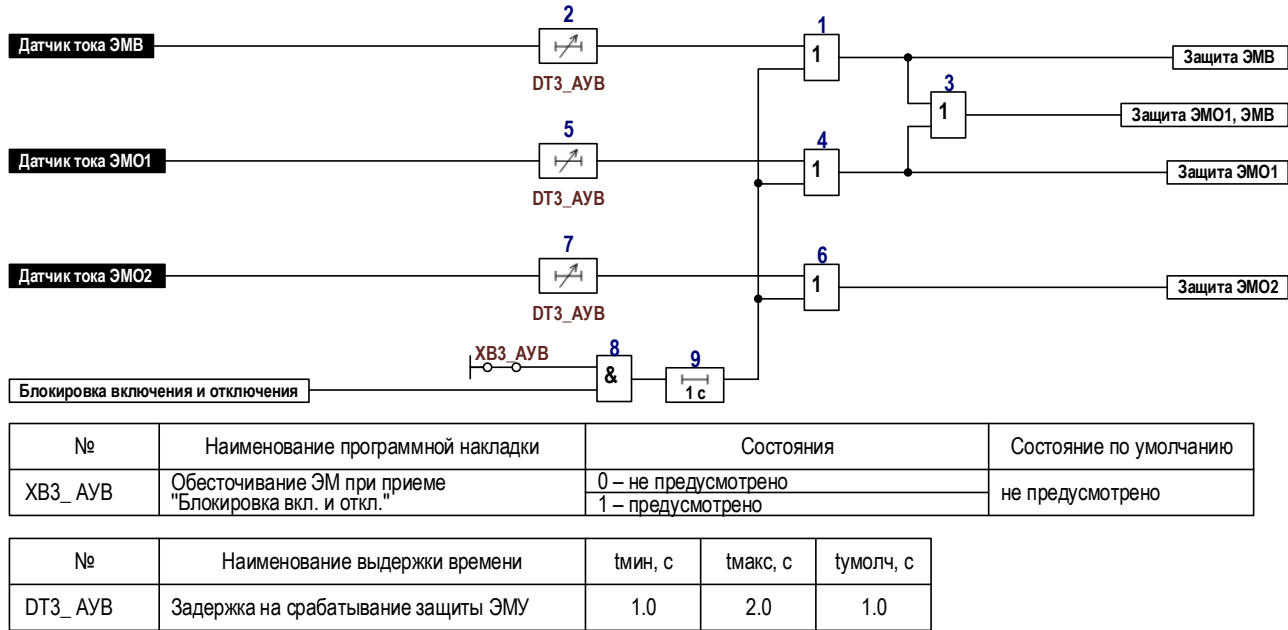 2
1
Датчик тока ЭМВ
1
Защита ЭМВ
DT3_АУВ
3
1
Защита ЭМО1, ЭМВ
5
4
Датчик тока ЭМО1
1
Защита ЭМО1
DT3_АУВ
7
6
Датчик тока ЭМО2
1
Защита ЭМО2
DT3_АУВ
XB3_АУВ
8
9
&
1 с
Блокировка включения и отключения
№ Наименование программной накладки Состояния Состояние по умолчанию
XB3_ АУВ Обесточивание ЭМ при приеме "Блокировка вкл. и откл." 0 – не предусмотрено не предусмотрено
1 – предусмотрено
№ Наименование выдержки времени tмин, с tмакс, с tумолч, с
DT3_ АУВ Задержка на срабатывание защиты ЭМУ 1.0 2.0 1.0